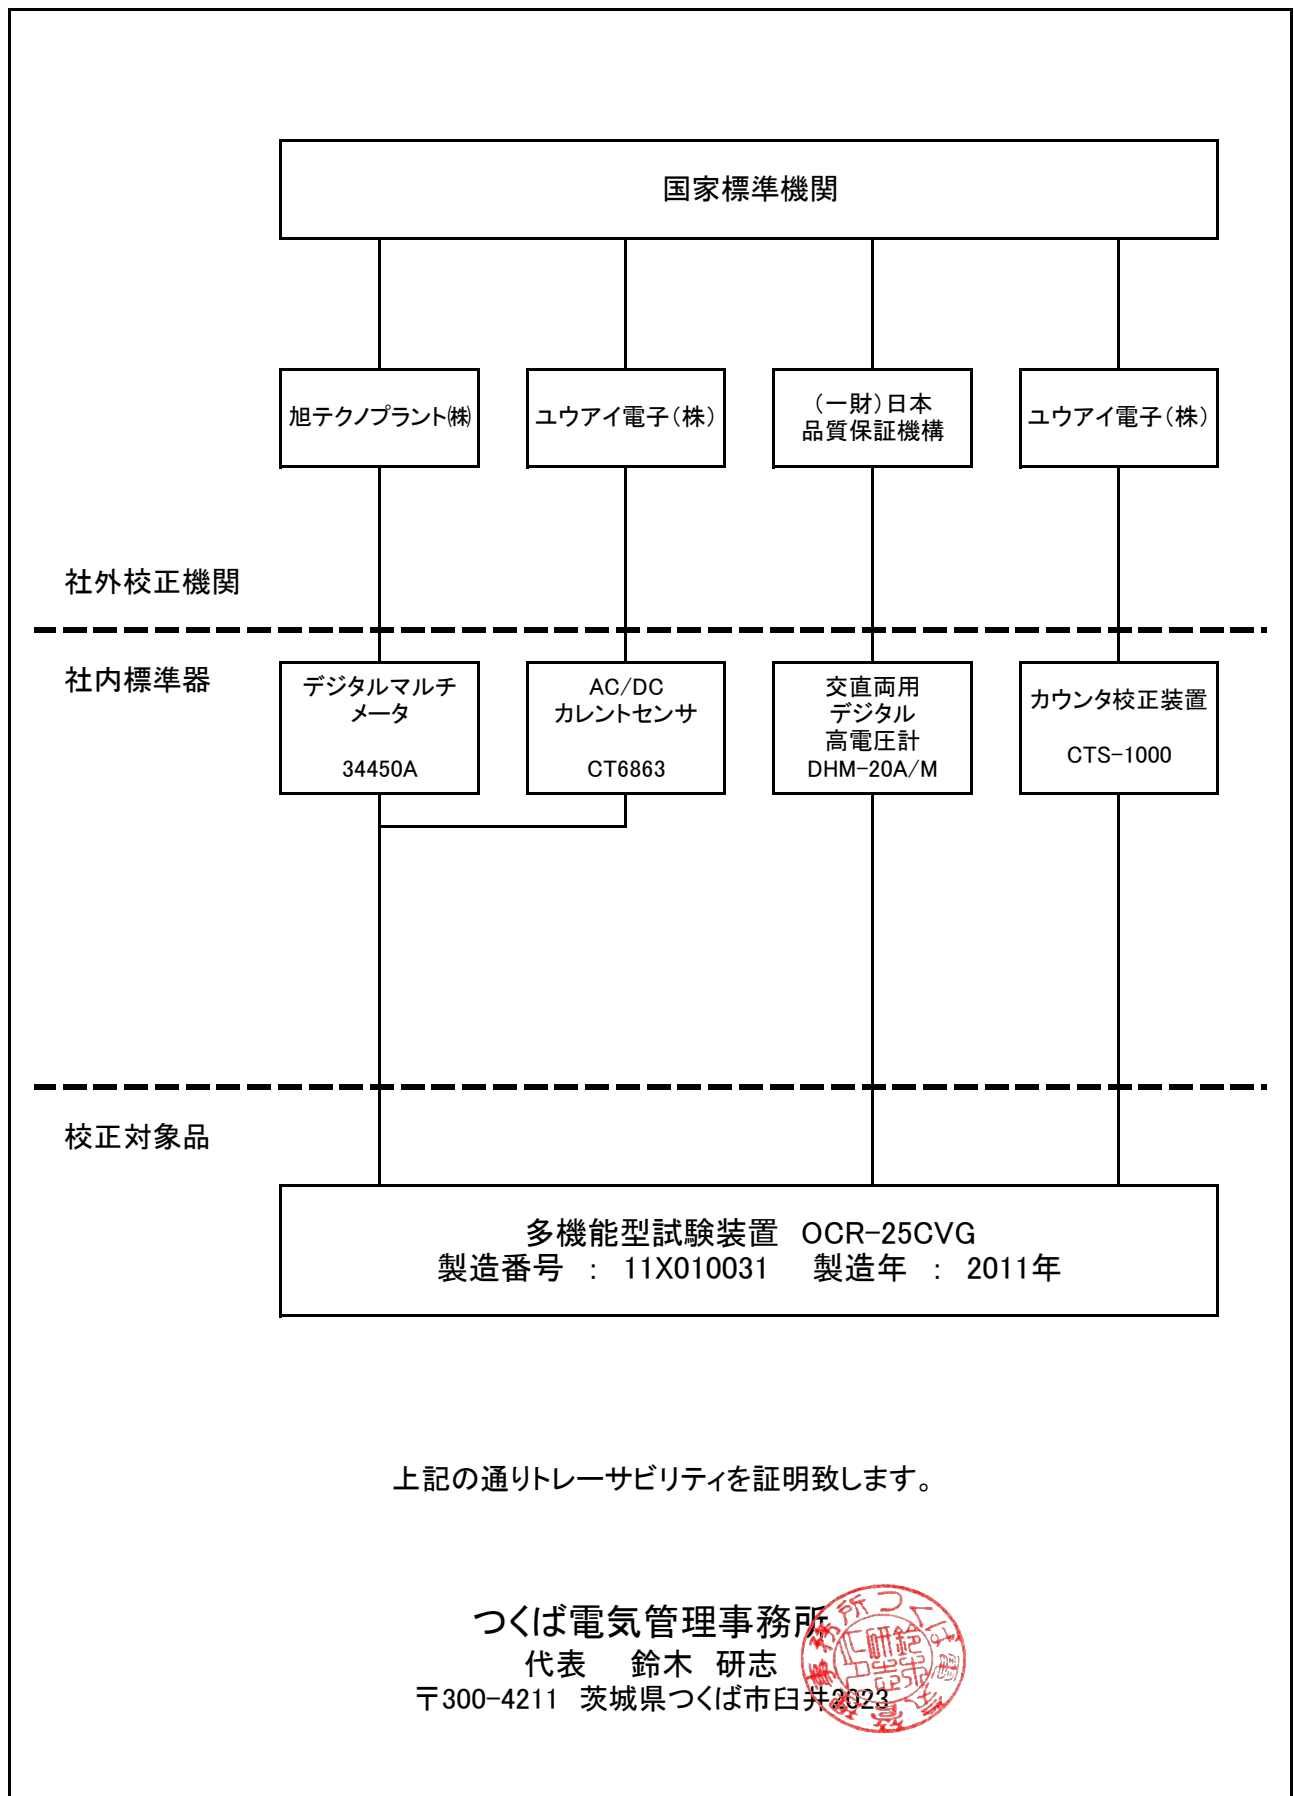 国家標準機関
旭テクノプラント㈱
ユウアイ電子（株）
（一財）日本
品質保証機構
ユウアイ電子（株）
社外校正機関
社内標準器
デジタルマルチ
メータ
34450A
AC/DC
カレントセンサ
CT6863
交直両用
デジタル
高電圧計
DHM-20A/M
カウンタ校正装置
CTS-1000
校正対象品
多機能型試験装置　OCR-25CVG
製造番号　：　11X010031　製造年　：　2011年
上記の通りトレーサビリティを証明致します。
つくば電気管理事務所
代表　鈴木　研志
〒300-4211　茨城県つくば市臼井2023